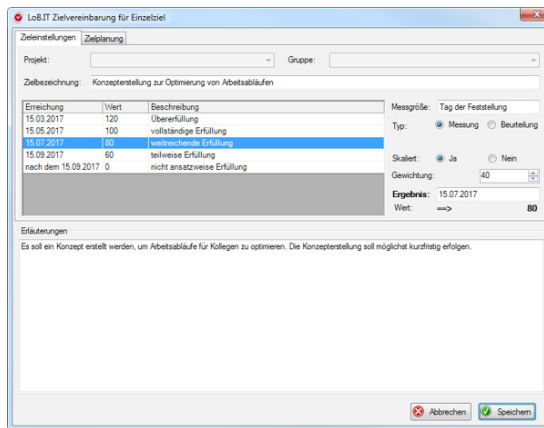 LoB.IT Zielvereinbarung für Einzelziel
Zieleinstellungen Zielplanung
Projekt: Gruppe:
Zielbezeichnung: Konzepterstellung zur Optimierung von Arbeitsabläufen
Erreichung Wert Beschreibung
15.03.2017 120 Übererfüllung
15.05.2017 100 vollständige Erfüllung
15.07.2017 80 weitreichende Erfüllung
15.09.2017 60 teilweise Erfüllung
nach dem 15.09.2017 0 nicht ansatzweise Erfüllung
Messgröße: Tag der Feststellung
Typ: Messung Beurteilung
Skaliert: Ja Nein
Gewichtung: 40
Ergebnis: 15.07.2017
Wert: ==> 80
Erläuterungen
Es soll ein Konzept erstellt werden, um Arbeitsabläufe für Kollegen zu optimieren. Die Konzepterstellung soll möglichst kurzfristig erfolgen.
Abbrechen Speichern